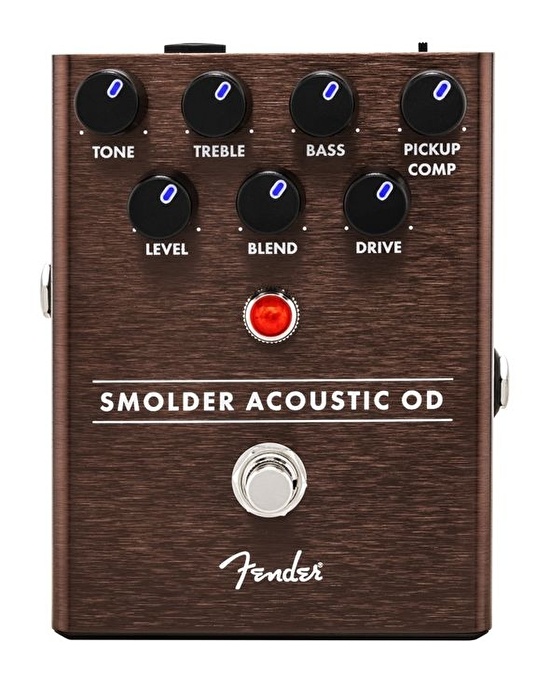 TONE TREBLE BASS PICKUP COMP
LEVEL BLEND DRIVE
SMOLDER ACOUSTIC OD
Fender